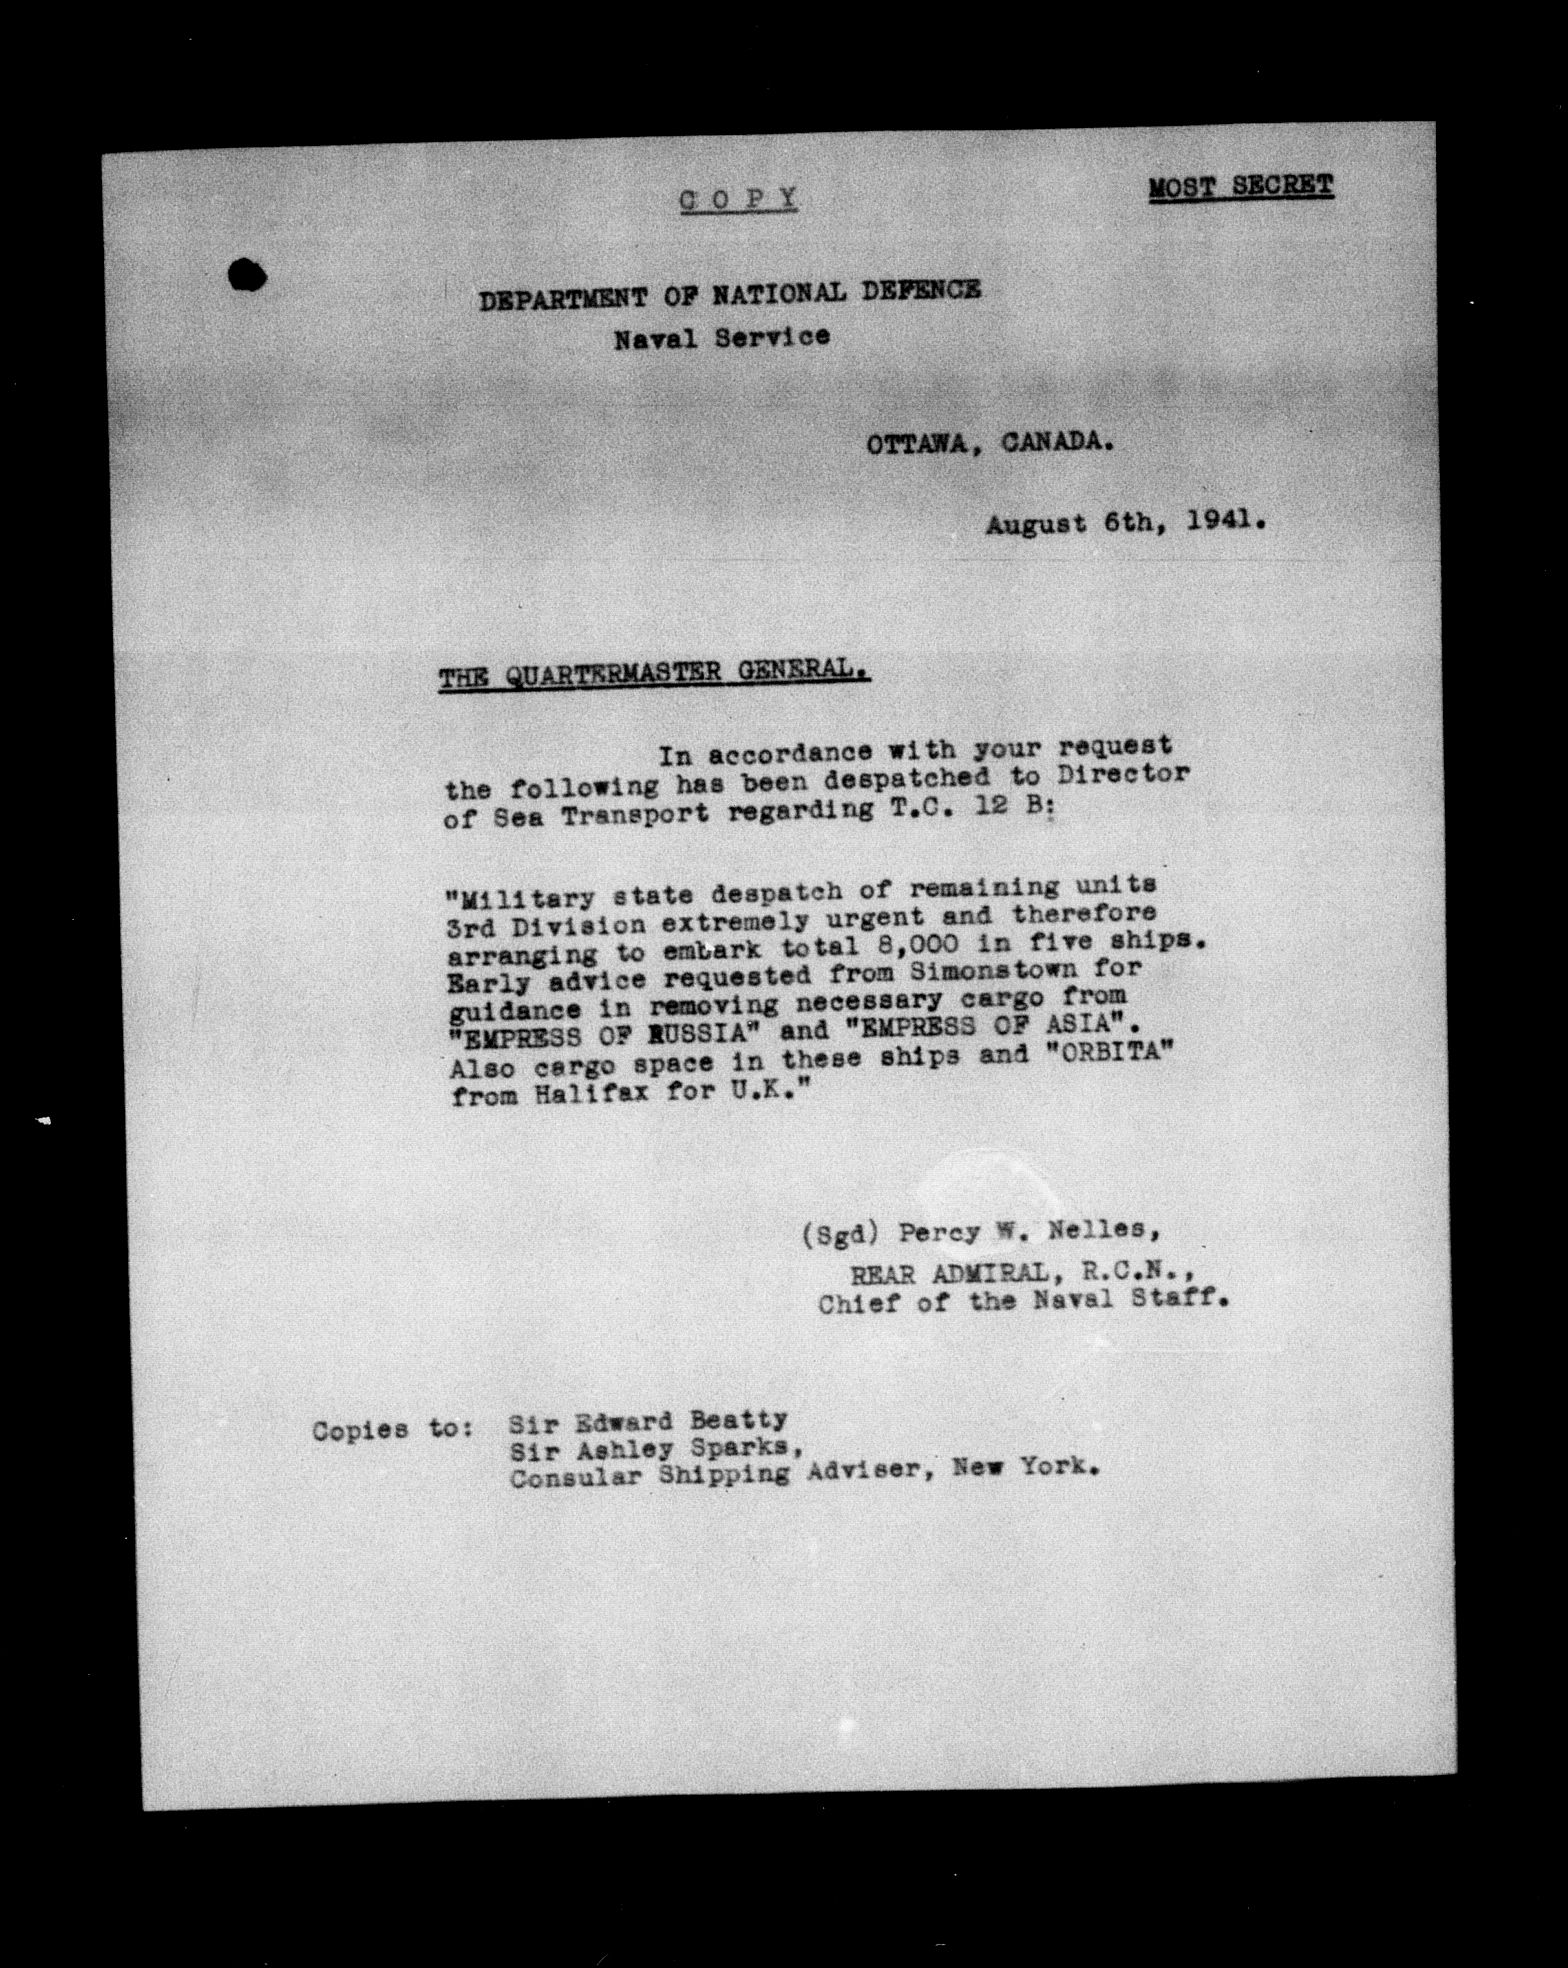 COPY
MOST SECRET
DEPARTMENT OF NATIONAL DEFENCE
Naval Service
OTTAWA, CANADA.
August 6th, 1941.
THE QUARTERMASTER GENERAL.
In accordance with your request
the following has been despatched to Director
of Sea Transport regarding T.C. 12 B:
"Military state despatch of remaining units
3rd Division extremely urgent and therefore
arranging to embark total 8,000 in five ships.
Early advice requested from Simonstown for
guidance in removing necessary cargo from
"EMPRESS OF RUSSIA" and "EMPRESS OF ASIA".
Also cargo space in these ships and "ORBITA"
from Halifax for U.K."
(Sgd) Percy W. Nelles,
REAR ADMIRAL, R.C.N.,
Chief of the Naval Staff.
Copies to: Sir Edward Beatty
Sir Ashley Sparks,
Consular Shipping Adviser, New York.